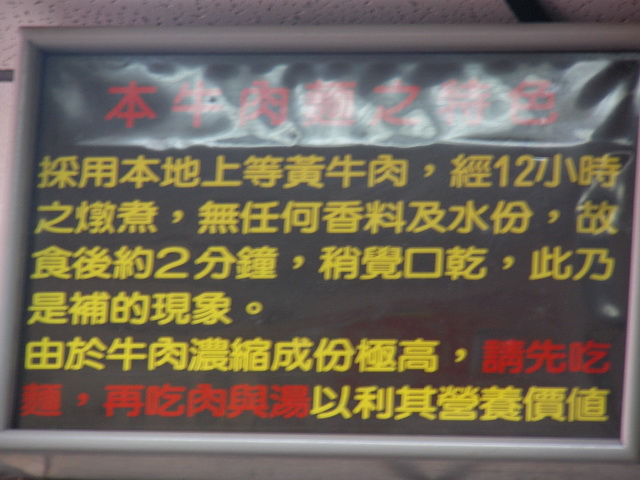 本牛肉麵之特色
採用本地上等黃牛肉，經12小時
之燉煮，無任何香料及水份，故
食後約2分鐘，稍覺口乾，此乃
是補的現象。
由於牛肉濃縮成份極高，請先吃
麵，再吃肉與湯以利其營養價值